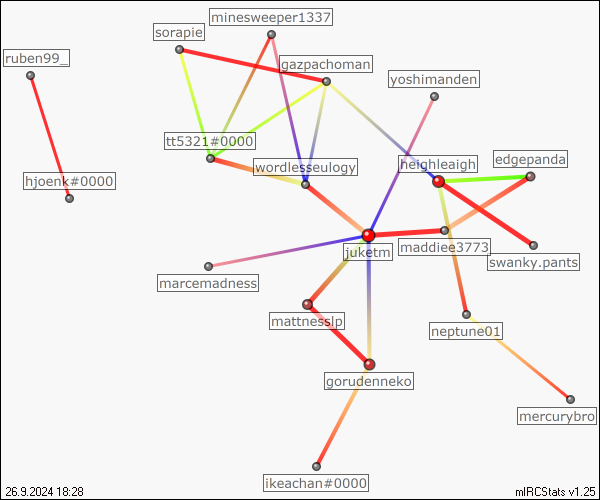 minesweeper1337
sorapie
ruben99_
gazpachoman
yoshimanden
tt5321#0000
wordlesseulogy
heighleaigh
edgepanda
hjoenk#0000
juketm
maddiee3773
swanky.pants
marcemadness
mattnesslp
neptune01
gorudenneko
mercurybro
ikeachan#0000
26.9.2024 18:28
mIRCStats v1.25